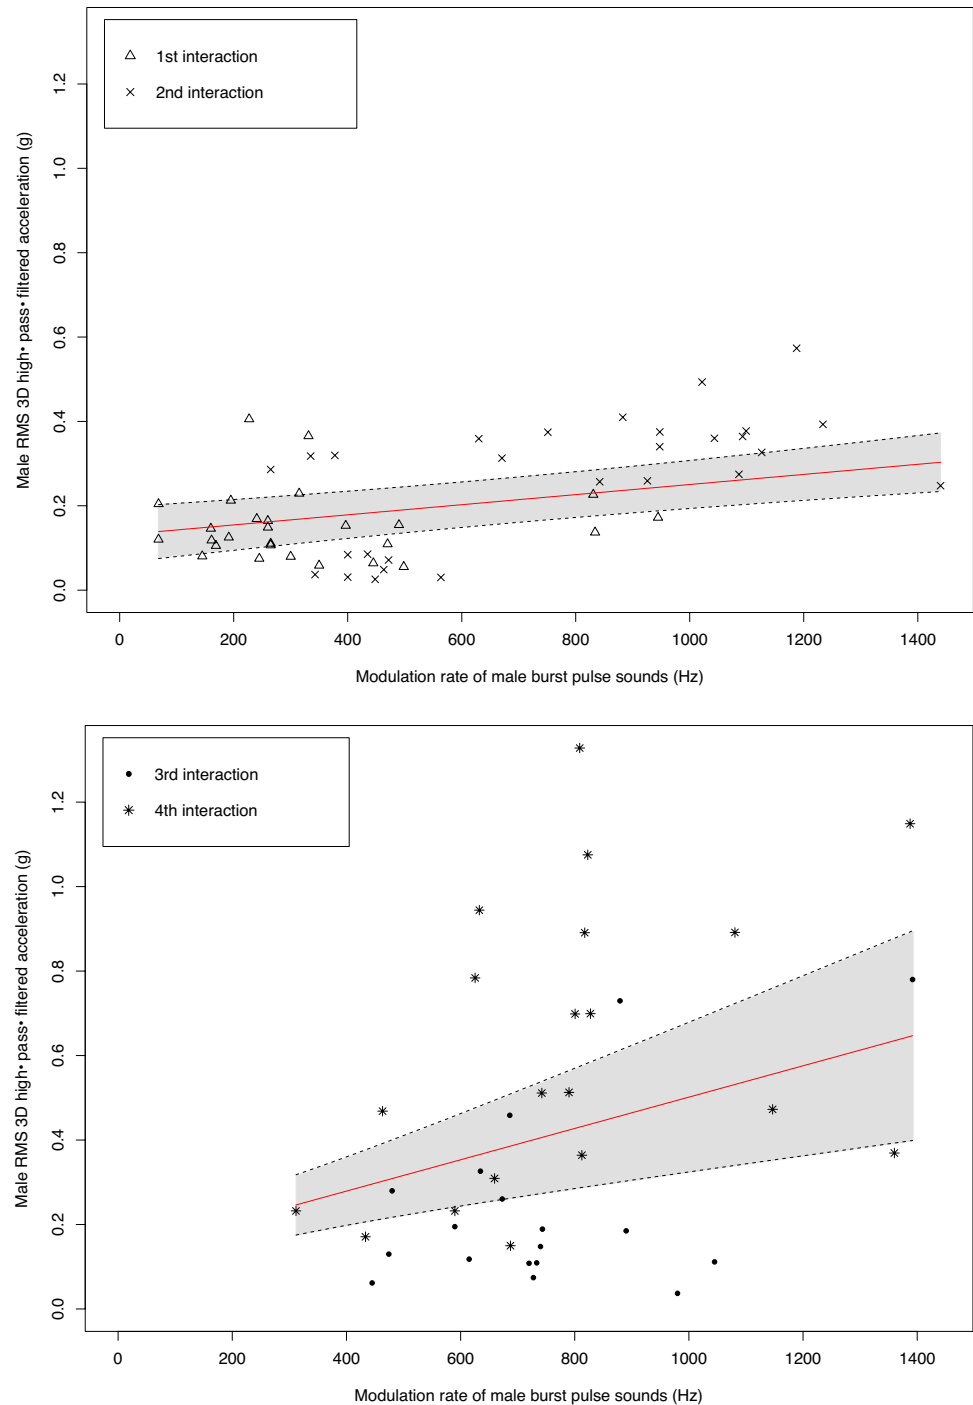 1st interaction
2nd interaction
Male RMS 3D high•pass•filtered acceleration (g)
1.2
1.0
0.8
0.6
0.4
0.2
0.0
0 200 400 600 800 1000 1200 1400
Modulation rate of male burst pulse sounds (Hz)
3rd interaction
4th interaction
Male RMS 3D high•pass•filtered acceleration (g)
1.2
1.0
0.8
0.6
0.4
0.2
0.0
0 200 400 600 800 1000 1200 1400
Modulation rate of male burst pulse sounds (Hz)